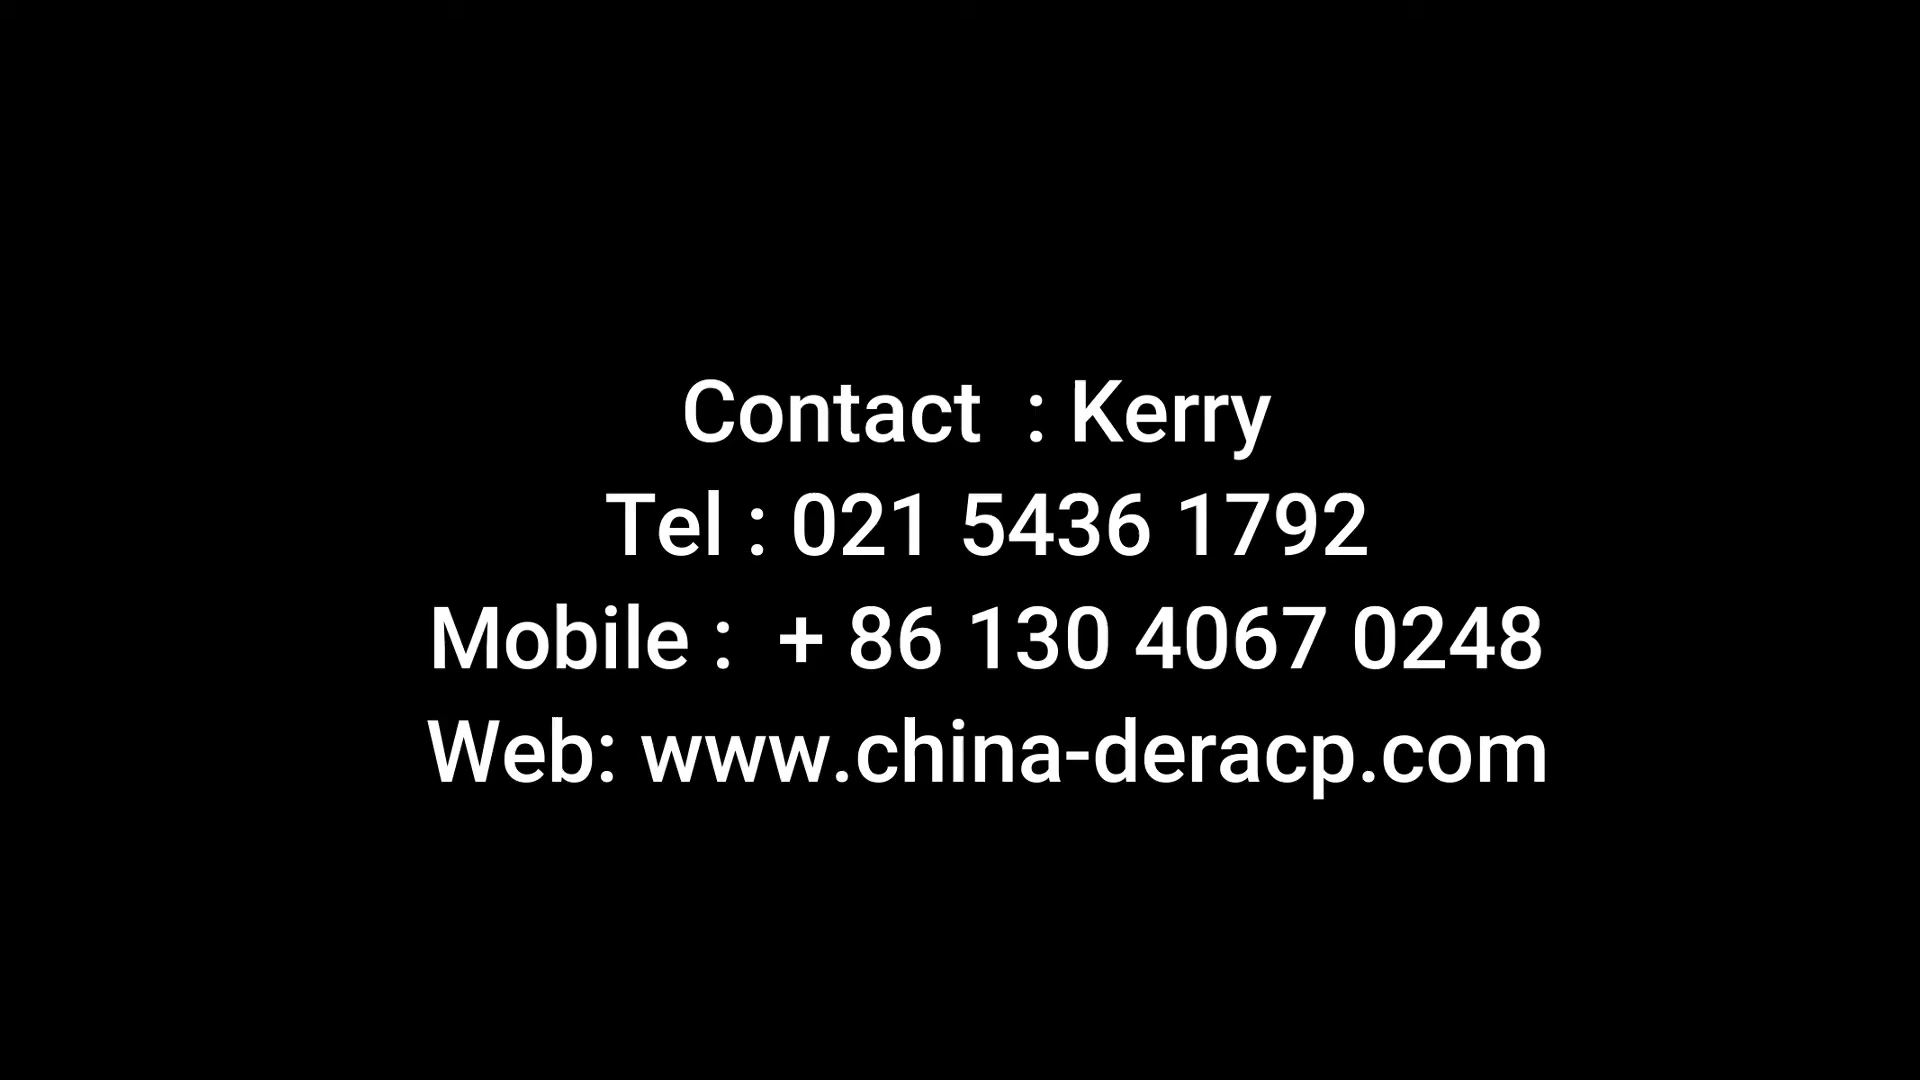 Contact  : Kerry
Tel : 021 5436 1792
Mobile :  + 86 130 4067 0248
Web: www.china-deracp.com